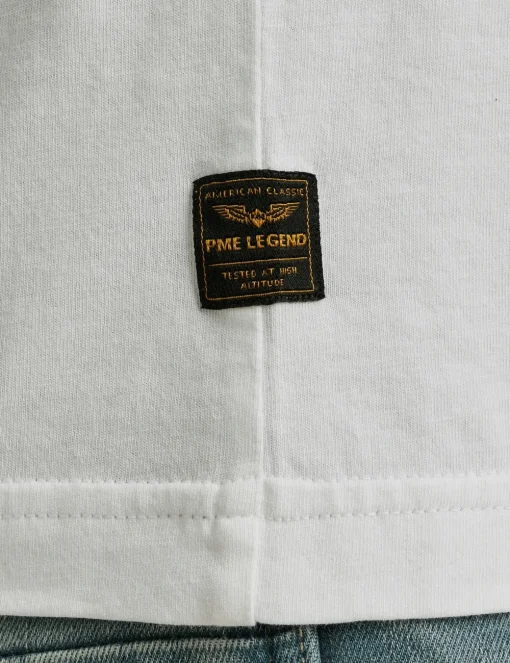 AMERICAN CLASSIC
PME LEGEND
TESTED AT HIGH
ALTITUDE